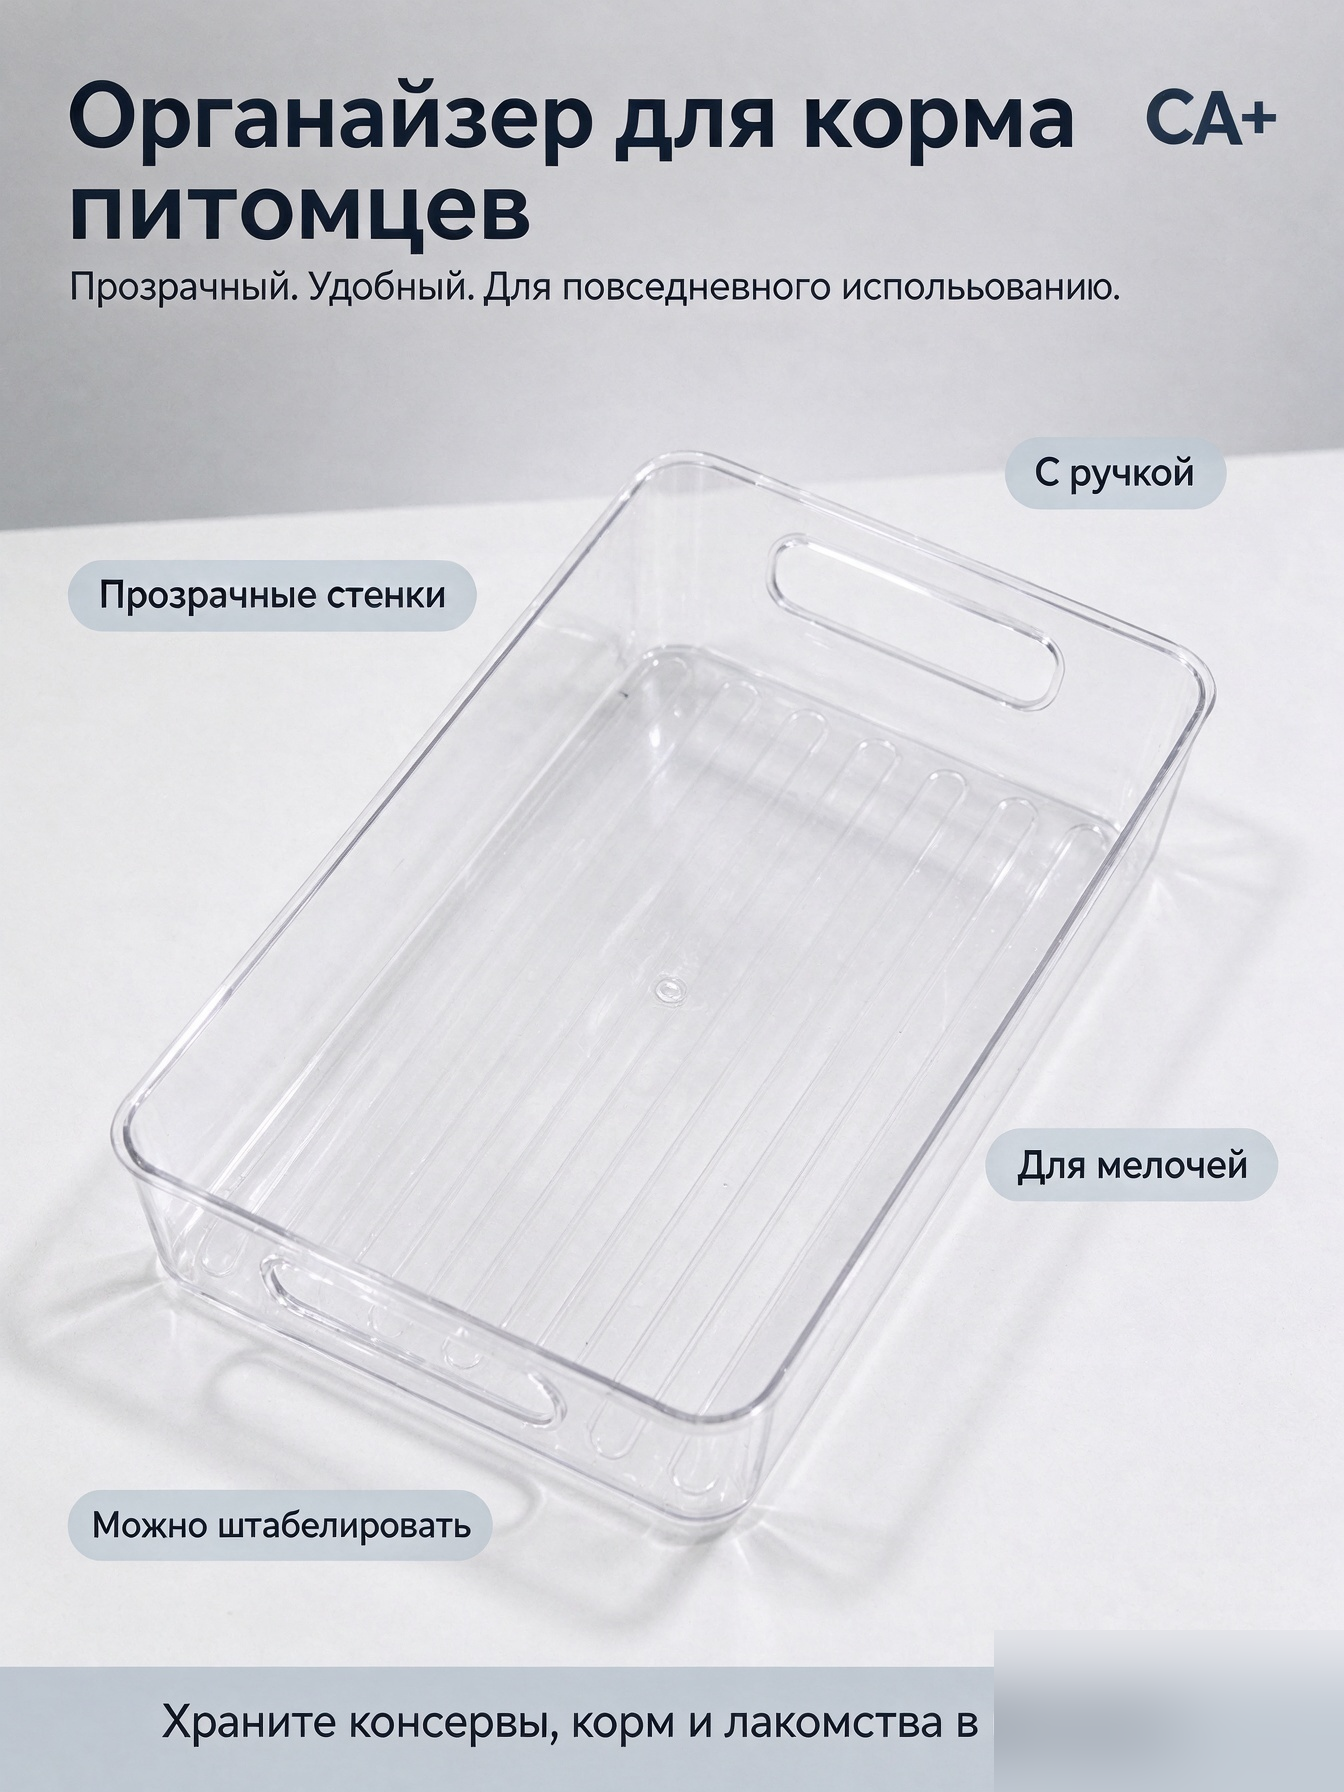 Органайзер для корма
питомцев
CA+
Прозрачный. Удобный. Для повседневного исполььованию.
С ручкой
Прозрачные стенки
Для мелочей
Можно штабелировать
Храните консервы, корм и лакомства в